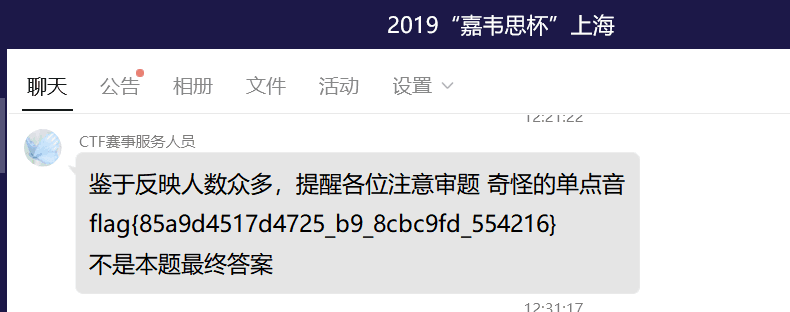 2019“嘉韦思杯”上海
聊天 公告 相册 文件 活动 设置
12:21:22
CTF赛事服务人员
鉴于反映人数众多，提醒各位注意审题 奇怪的单点音
flag{85a9d4517d4725_b9_8cbc9fd_554216}
不是本题最终答案
12:31:17